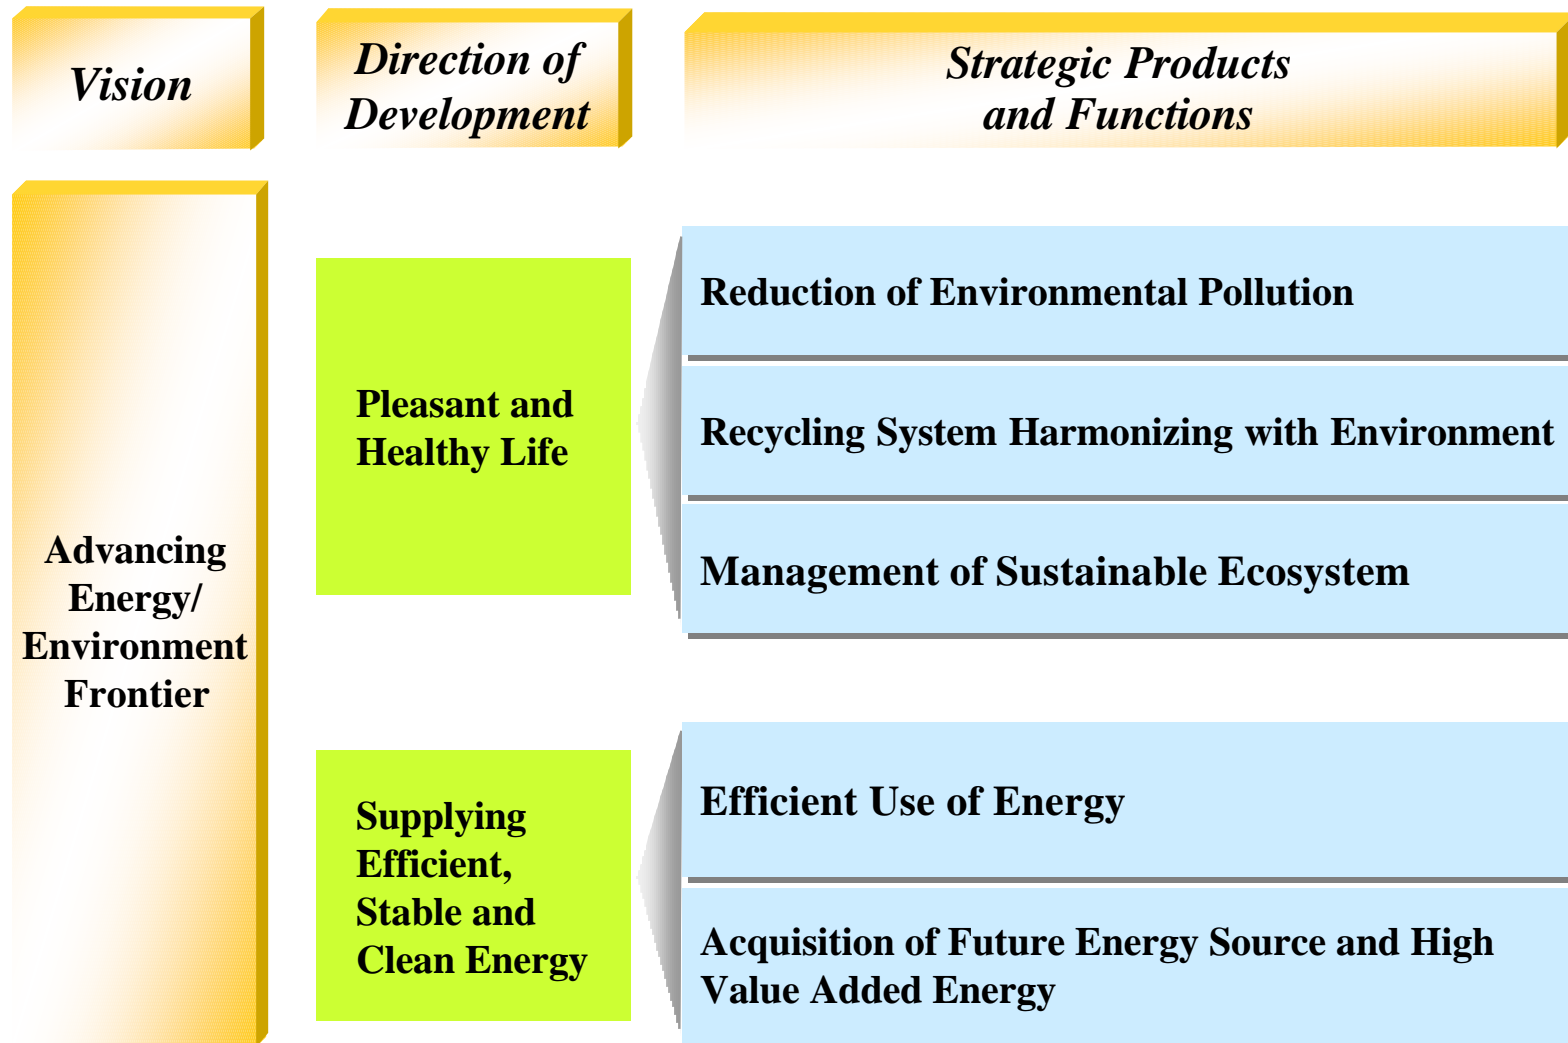 Vision
Direction of
Development
Strategic Products
and Functions
Advancing
Energy/
Environment
Frontier
Pleasant and
Healthy Life
Reduction of Environmental Pollution
Recycling System Harmonizing with Environment
Management of Sustainable Ecosystem
Supplying
Efficient,
Stable and
Clean Energy
Efficient Use of Energy
Acquisition of Future Energy Source and High
Value Added Energy